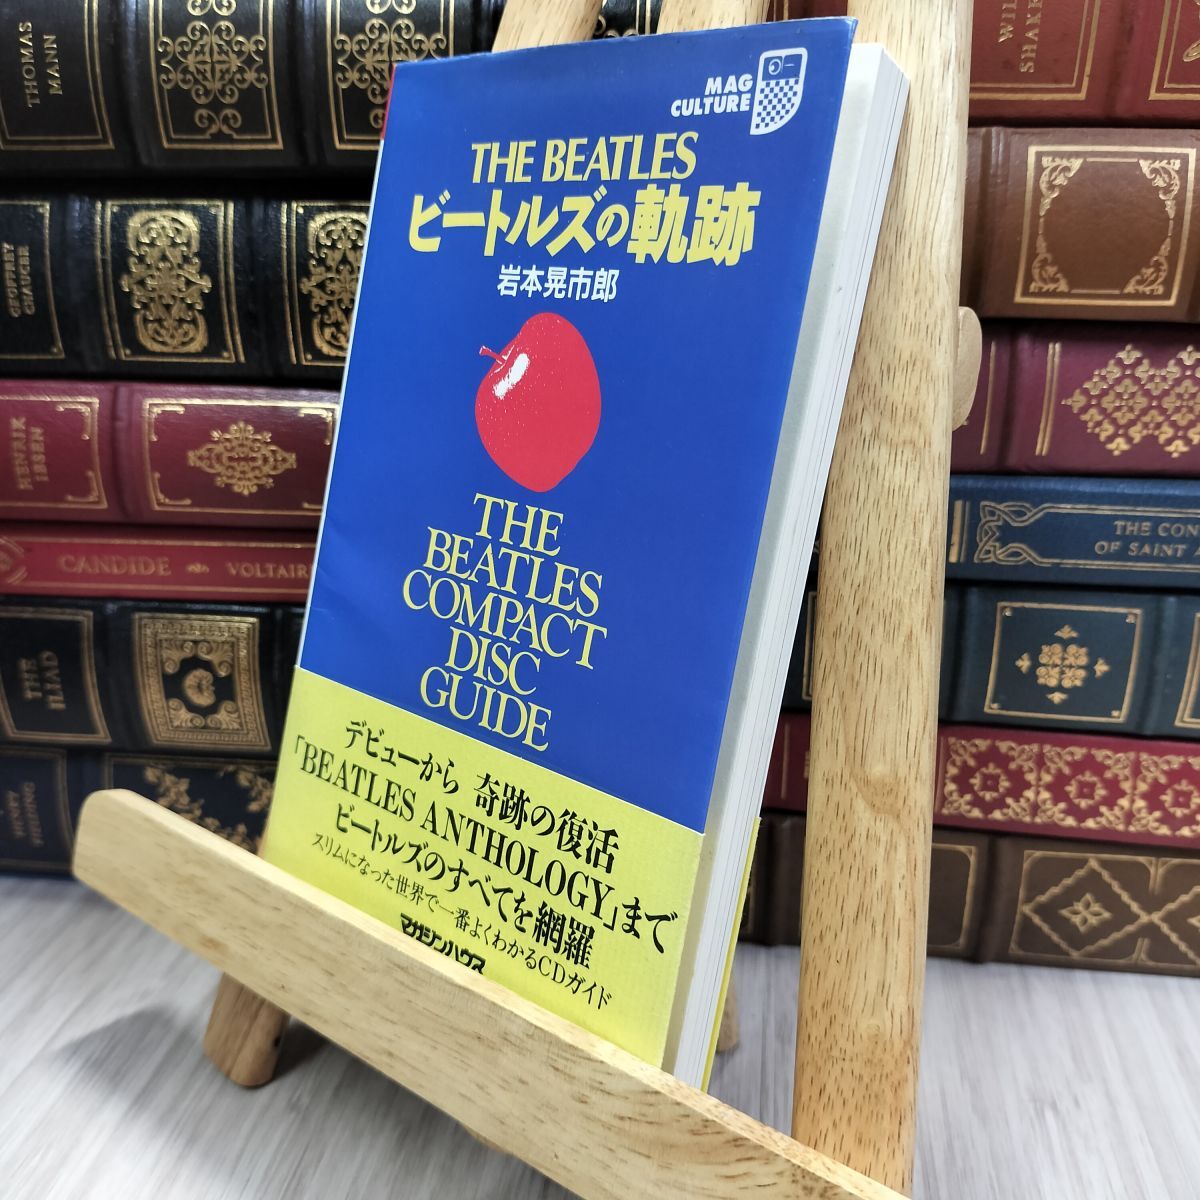 THOMAS
MANN
GEOFFREY
CHAUCER
HENRIK
IBSEN
CANDIDE
VOLTAIR
THE
ILIAD
MAG
CULTURE
THE BEATLES
ビートルズの軌跡
岩本晃市郎
THE
BEATLES
COMPACT
DISC
GUIDE
デビューから 奇跡の復活
「BEATLES ANTHOLOGY」まで
ビートルズのすべてを網羅
スリムになった世界で一番よくわかるCDガイド
マガジンハウス
WIL
SHAKE
THE CON
OF SAINT